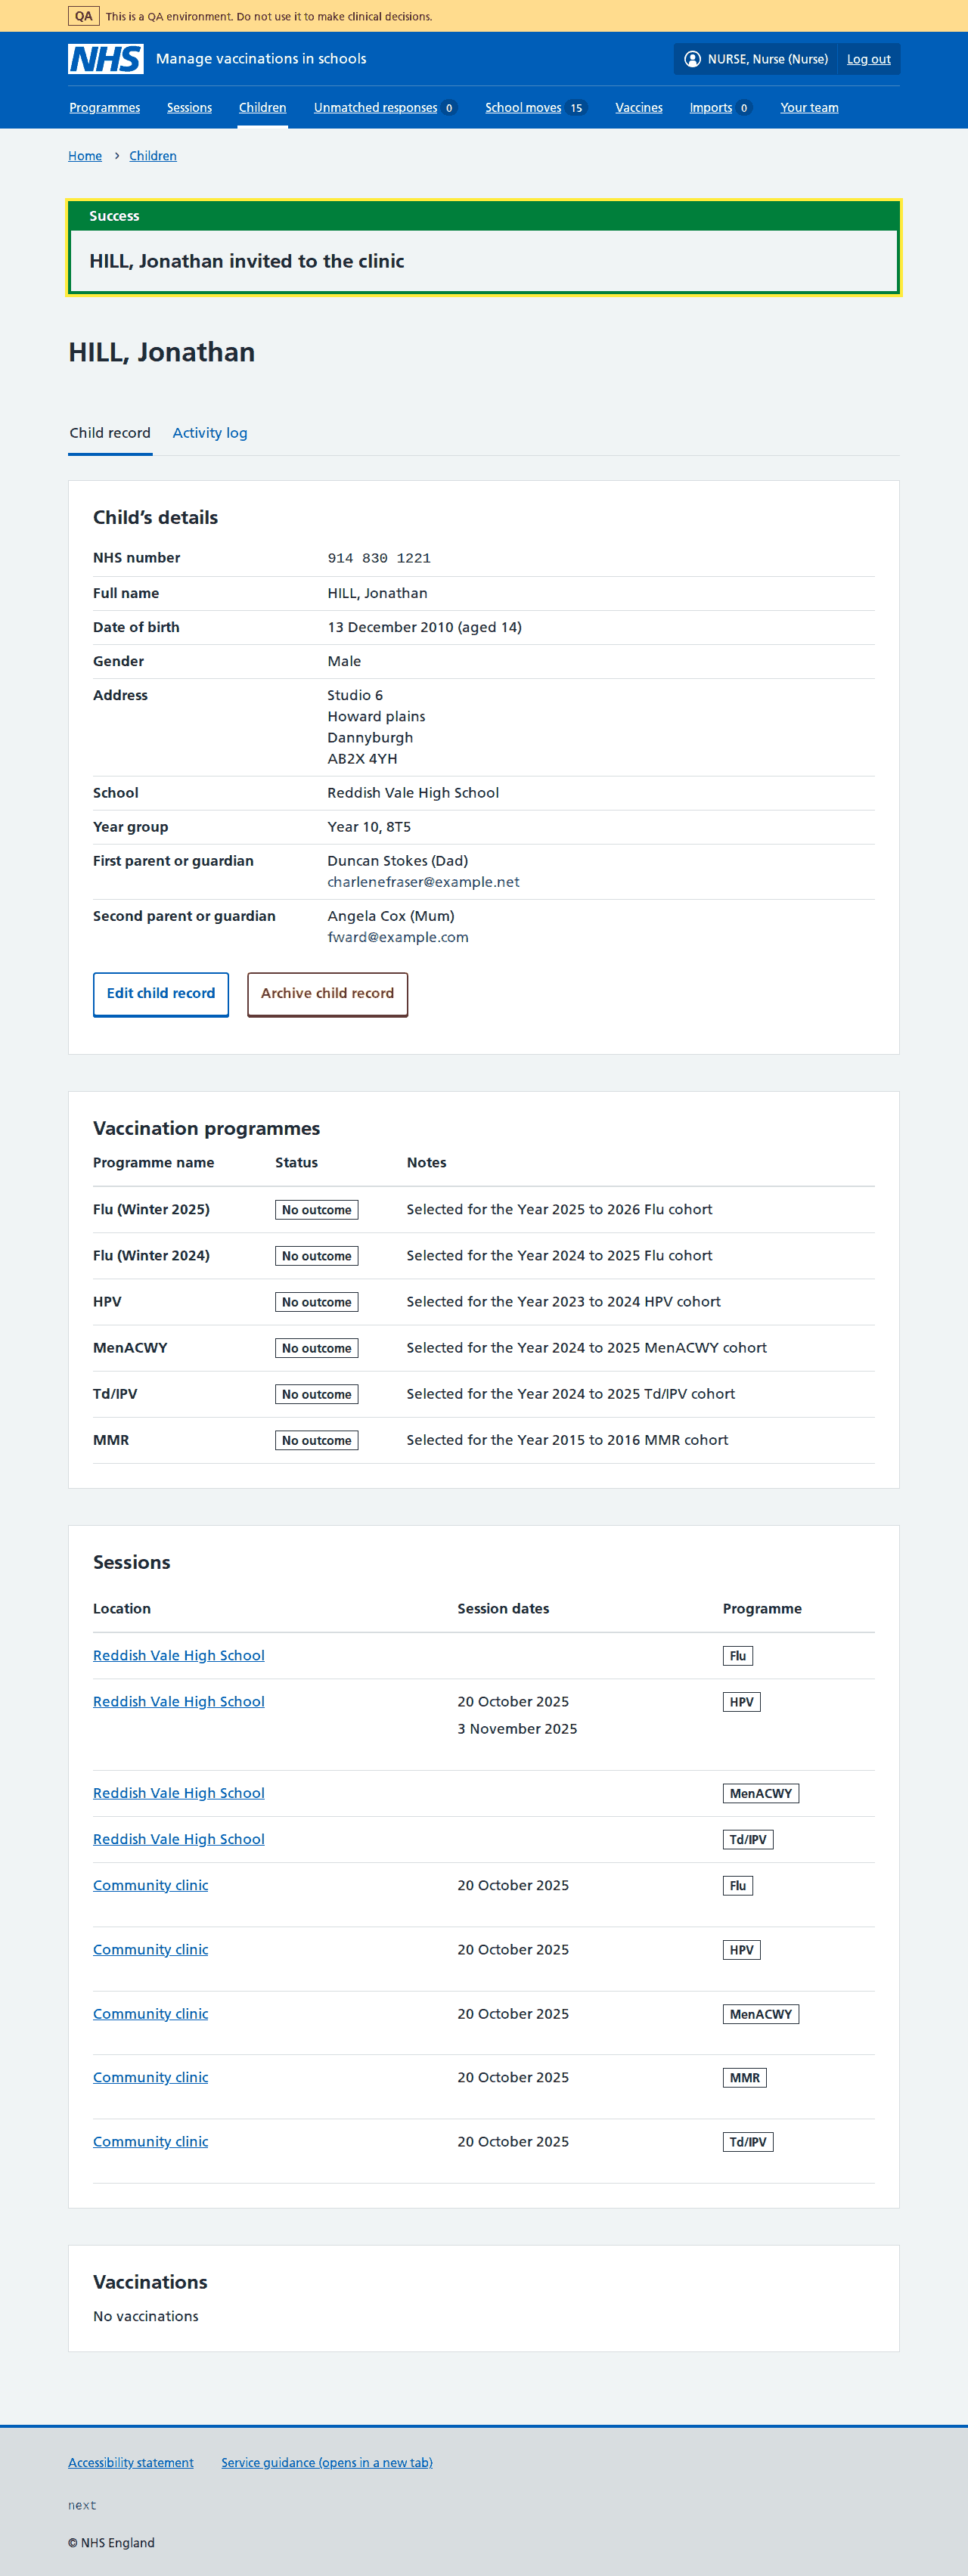 QA This is a QA environment. Do not use it to make clinical decisions.
NHS Manage vaccinations in schools NURSE, Nurse (Nurse) Log out
Programmes Sessions Children Unmatched responses 0 School moves 15 Vaccines Imports 0 Your team
Home › Children
Success
HILL, Jonathan invited to the clinic
HILL, Jonathan
Child record Activity log
Child’s details
NHS number 914 830 1221
Full name HILL, Jonathan
Date of birth 13 December 2010 (aged 14)
Gender Male
Address Studio 6
Howard plains
Dannyburgh
AB2X 4YH
School Reddish Vale High School
Year group Year 10, 8T5
First parent or guardian Duncan Stokes (Dad)
charlenefraser@example.net
Second parent or guardian Angela Cox (Mum)
fward@example.com
Edit child record Archive child record
Vaccination programmes
Programme name Status Notes
Flu (Winter 2025) No outcome Selected for the Year 2025 to 2026 Flu cohort
Flu (Winter 2024) No outcome Selected for the Year 2024 to 2025 Flu cohort
HPV No outcome Selected for the Year 2023 to 2024 HPV cohort
MenACWY No outcome Selected for the Year 2024 to 2025 MenACWY cohort
Td/IPV No outcome Selected for the Year 2024 to 2025 Td/IPV cohort
MMR No outcome Selected for the Year 2015 to 2016 MMR cohort
Sessions
Location Session dates Programme
Reddish Vale High School Flu
Reddish Vale High School 20 October 2025 HPV
3 November 2025
Reddish Vale High School MenACWY
Reddish Vale High School Td/IPV
Community clinic 20 October 2025 Flu
Community clinic 20 October 2025 HPV
Community clinic 20 October 2025 MenACWY
Community clinic 20 October 2025 MMR
Community clinic 20 October 2025 Td/IPV
Vaccinations
No vaccinations
Accessibility statement Service guidance (opens in a new tab)
next
© NHS England